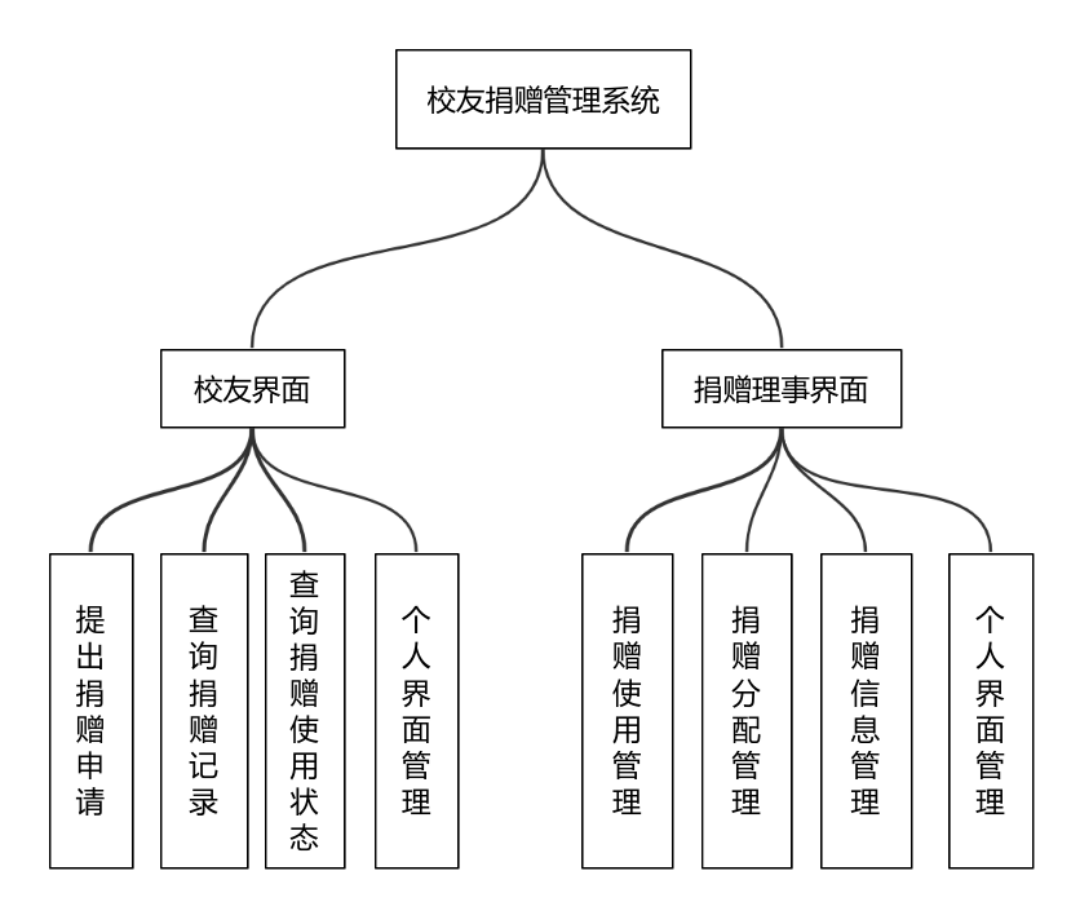 校友捐赠管理系统
校友界面
捐赠理事界面
提出捐赠申请
查询捐赠记录
查询捐赠使用状态
个人界面管理
捐赠使用管理
捐赠分配管理
捐赠信息管理
个人界面管理